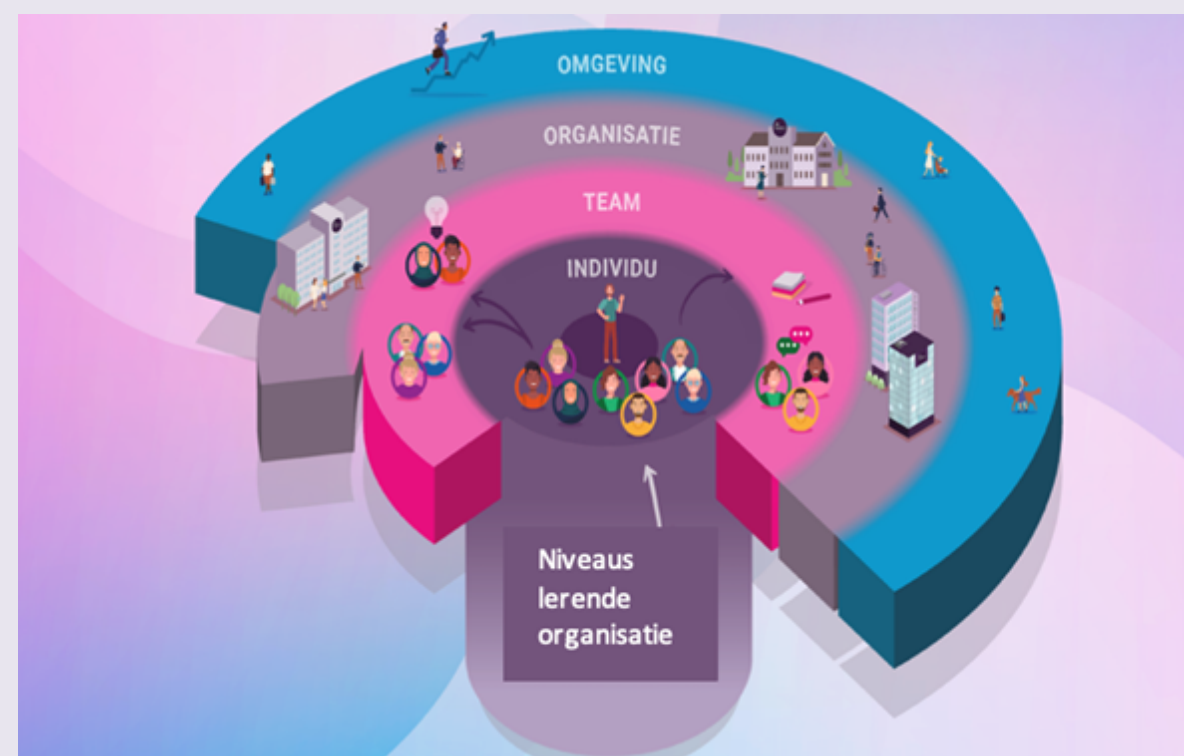 OMGEVING
ORGANISATIE
TEAM
INDIVIDU
Niveaus
lerende
organisatie